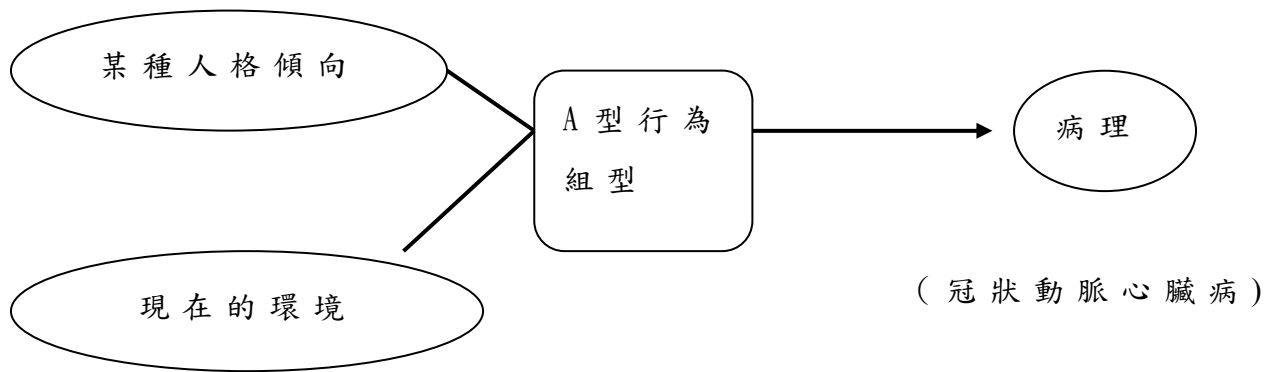 某種人格傾向
A型行為
組型
病理
現在的環境
(冠狀動脈心臟病)